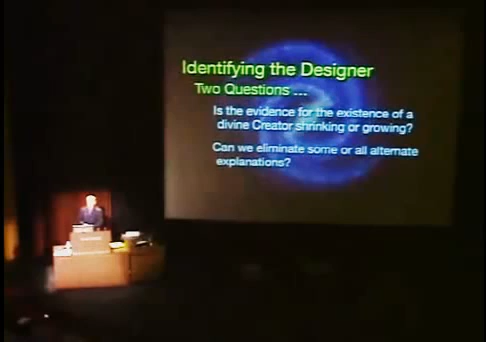 Identifying the Designer
Two Questions ...
Is the evidence for the existence of a
divine Creator shrinking or growing?
Can we eliminate some or all alternate
explanations?